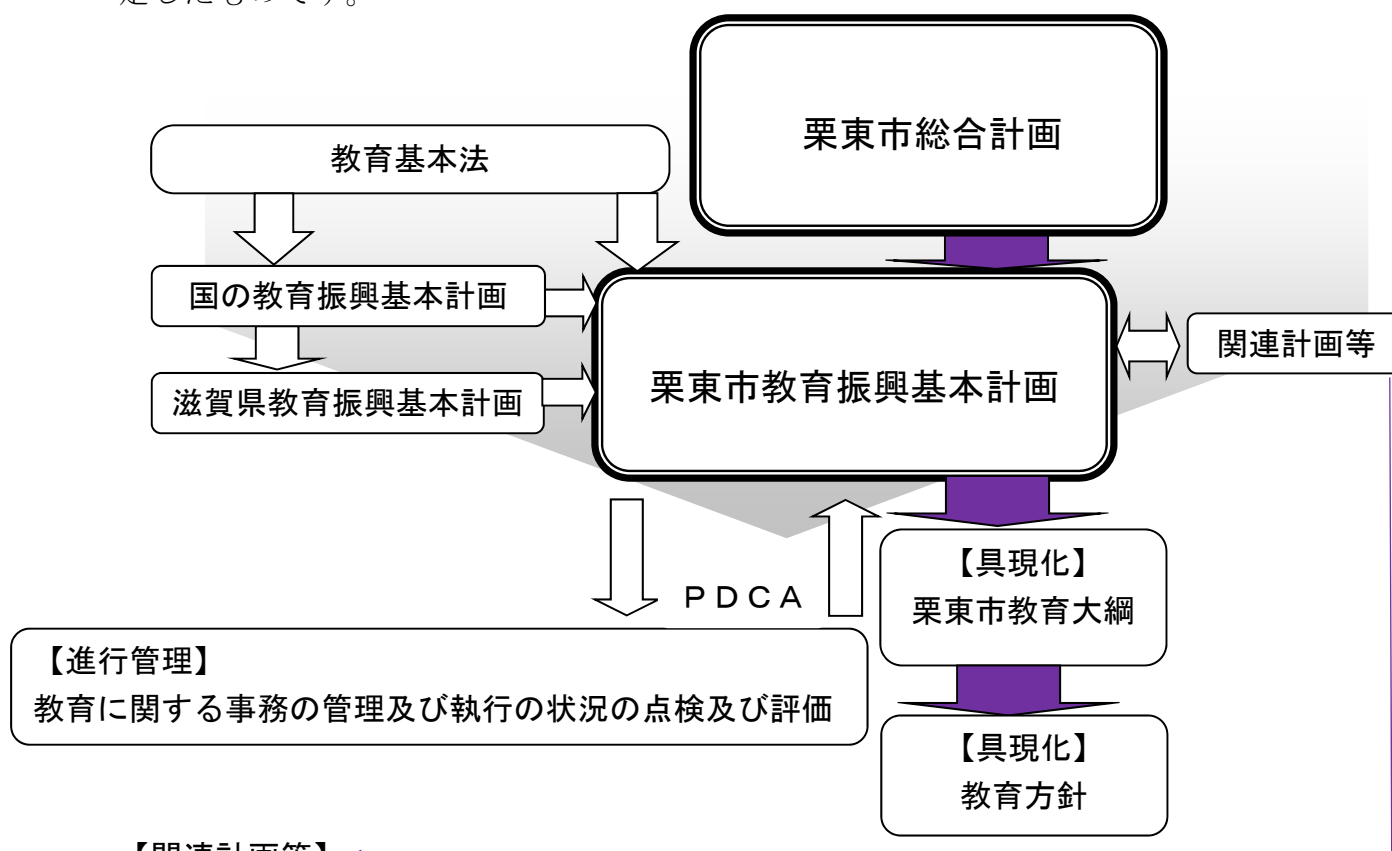 定したものです。
栗東市総合計画
教育基本法
国の教育振興基本計画
関連計画等
滋賀県教育振興基本計画
栗東市教育振興基本計画
【具現化】
栗東市教育大綱
ＰＤＣＡ
【進行管理】
教育に関する事務の管理及び執行の状況の点検及び評価
【具現化】
教育方針
【関連計画等】